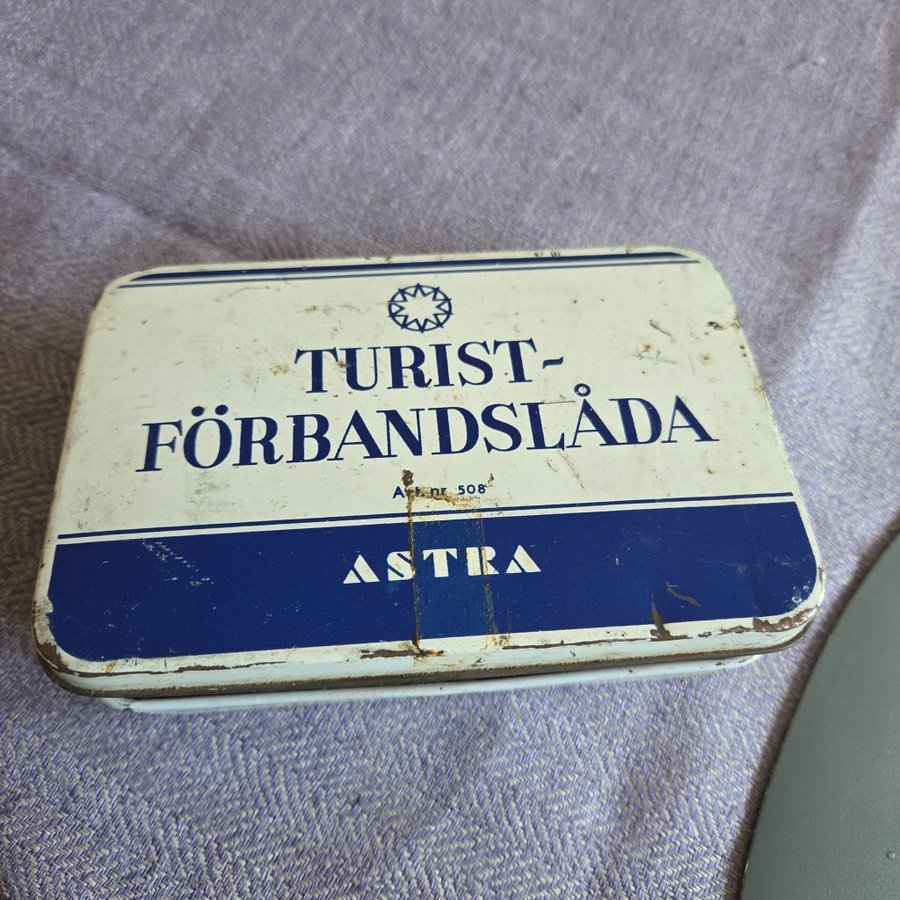 TURIST-
FÖRBANDSLÅDA
Art. nr. 508
ASTRA